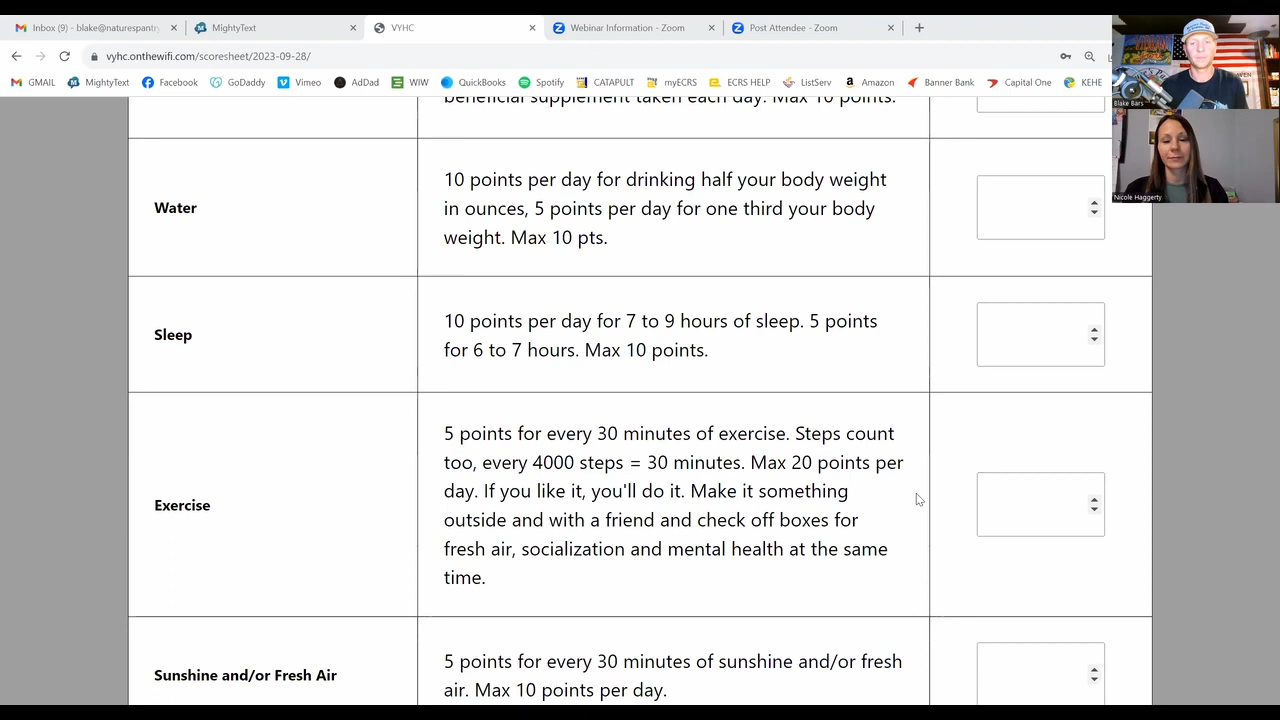 Inbox (9) - blake@naturespant
MightyText
VYHC
Webinar Information - Zoom
Post Attendee - Zoom
vyhc.onthewifi.com/scoresheet/2023-09-28/
GMAIL
MightyText
Facebook
GoDaddy
Vimeo
AdDad
WW
QuickBooks
Spotify
CATAPULT
myECRS
ECRS HELP
ListServ
Amazon
Banner Bank
Capital One
KEHE
Blake Bars
Nicole Haggerty
beneficial supplement taken each day. Max 10 points.
Water
10 points per day for drinking half your body weight
in ounces, 5 points per day for one third your body
weight. Max 10 pts.
Sleep
10 points per day for 7 to 9 hours of sleep. 5 points
for 6 to 7 hours. Max 10 points.
Exercise
5 points for every 30 minutes of exercise. Steps count
too, every 4000 steps = 30 minutes. Max 20 points per
day. If you like it, you'll do it. Make it something
outside and with a friend and check off boxes for
fresh air, socialization and mental health at the same
time.
Sunshine and/or Fresh Air
5 points for every 30 minutes of sunshine and/or fresh
air. Max 10 points per day.